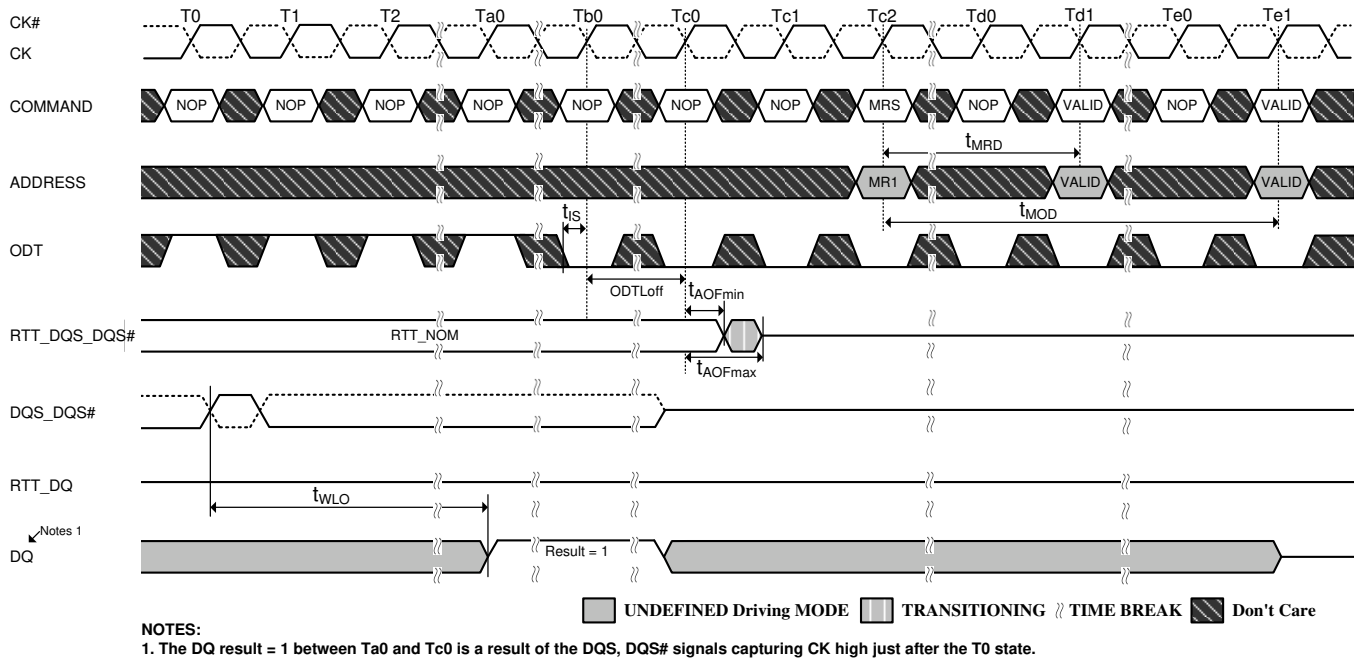 T0 T1 T2 Ta0 Tb0 Tc0 Tc1 Tc2 Td0 Td1 Te0 Te1
CK#
CK
COMMAND NOP NOP NOP NOP NOP NOP NOP MRS NOP VALID NOP VALID
tMRD
ADDRESS MR1 VALID VALID
tIS tMOD
ODT
ODTLoff tAOFmin
RTT_DQS_DQS# RTT_NOM
tAOFmax
DQS_DQS#
RTT_DQ
tWLO
Notes 1
DQ Result = 1
UNDEFINED Driving MODE TRANSITIONING TIME BREAK Don't Care
NOTES:
1. The DQ result = 1 between Ta0 and Tc0 is a result of the DQS, DQS# signals capturing CK high just after the T0 state.